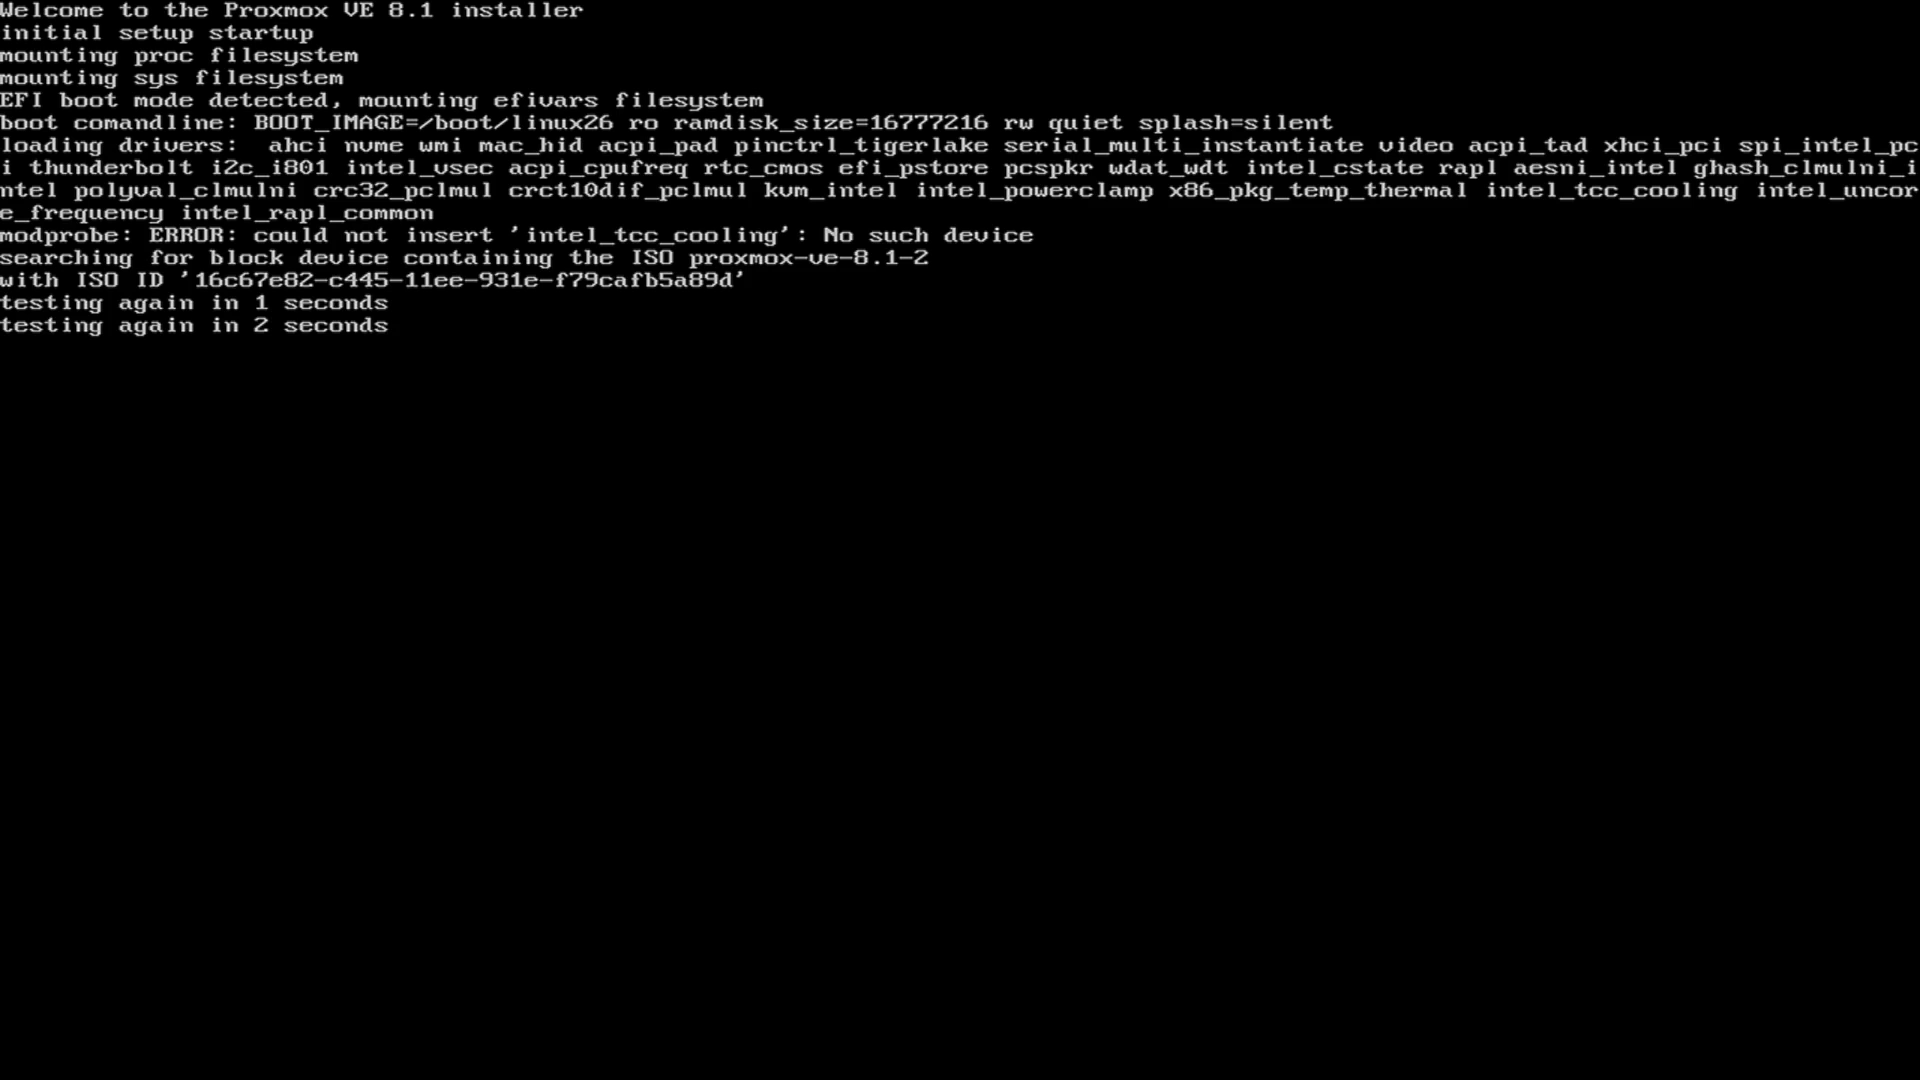 Welcome to the Proxmox VE 8.1 installer
initial setup startup
mounting proc filesystem
mounting sys filesystem
EFI boot mode detected, mounting efivars filesystem
boot comandline: BOOT_IMAGE=/boot/linux26 ro ramdisk_size=16777216 rw quiet splash=silent
loading drivers:  ahci nvme wmi mac_hid acpi_pad pinctrl_tigerlake serial_multi_instantiate video acpi_tad xhci_pci spi_intel_pc
i thunderbolt i2c_i801 intel_vsec acpi_cpufreq rtc_cmos efi_pstore pcspkr wdat_wdt intel_cstate rapl aesni_intel ghash_clmulni_i
ntel polyval_clmulni crc32_pclmul crct10dif_pclmul kvm_intel intel_powerclamp x86_pkg_temp_thermal intel_tcc_cooling intel_uncor
e_frequency intel_rapl_common
modprobe: ERROR: could not insert 'intel_tcc_cooling': No such device
searching for block device containing the ISO proxmox-ve-8.1-2
with ISO ID '16c67e82-c445-11ee-931e-f79cafb5a89d'
testing again in 1 seconds
testing again in 2 seconds